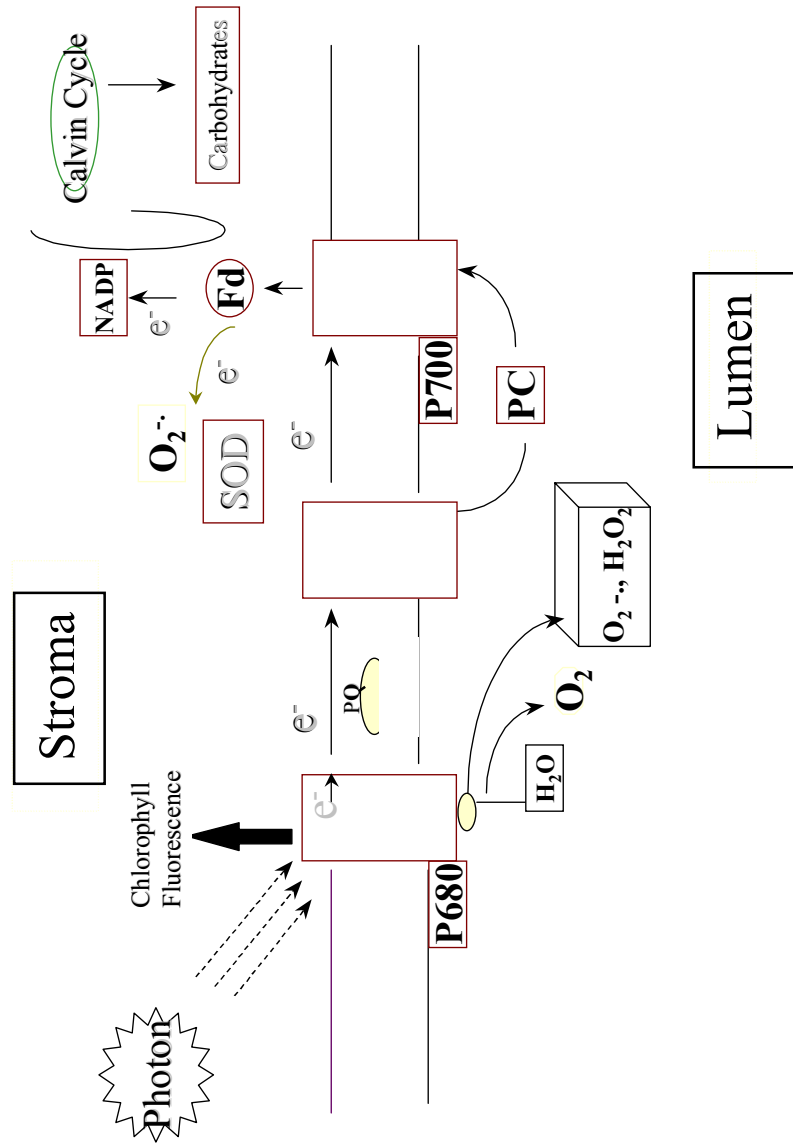 Stroma
Photon
Chlorophyll
Fluorescence
P680
e-
e-
PQ
H₂O
O₂
O₂⁻·, H₂O₂
e-
P700
PC
SOD
O₂⁻·
e-
Fd
e-
NADP
Calvin Cycle
Carbohydrates
Lumen